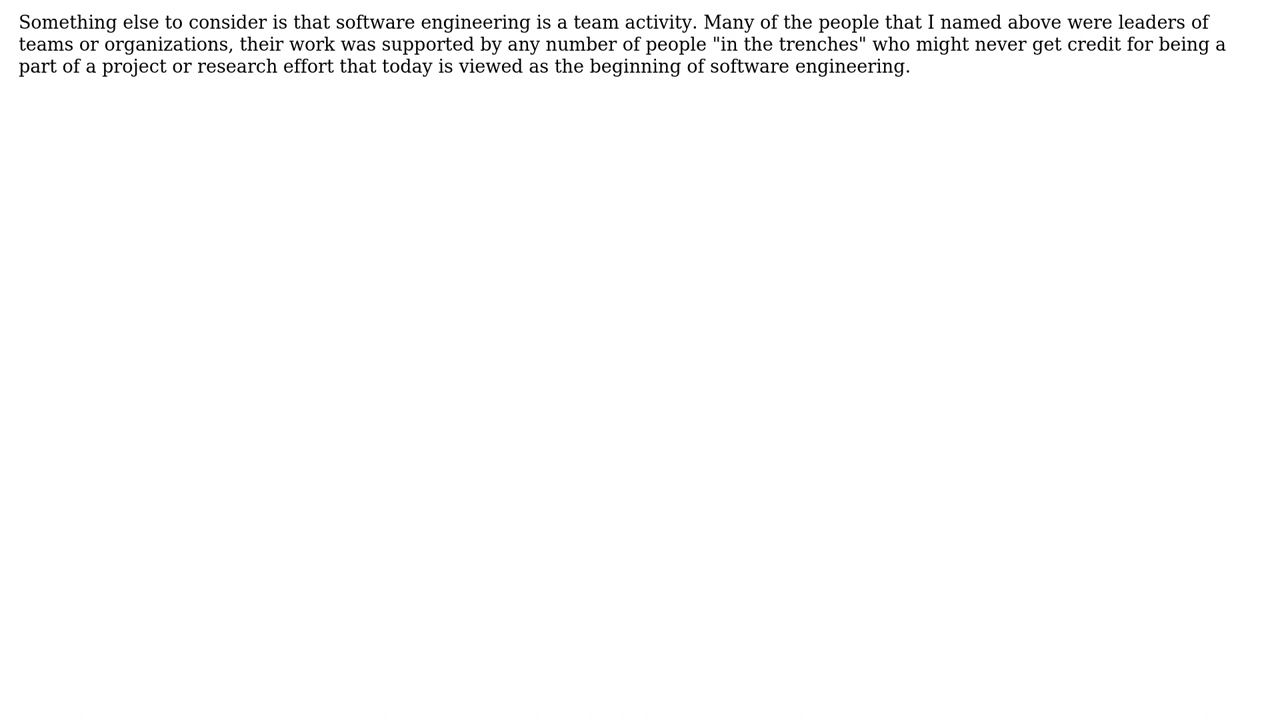 Something else to consider is that software engineering is a team activity. Many of the people that I named above were leaders of
teams or organizations, their work was supported by any number of people "in the trenches" who might never get credit for being a
part of a project or research effort that today is viewed as the beginning of software engineering.